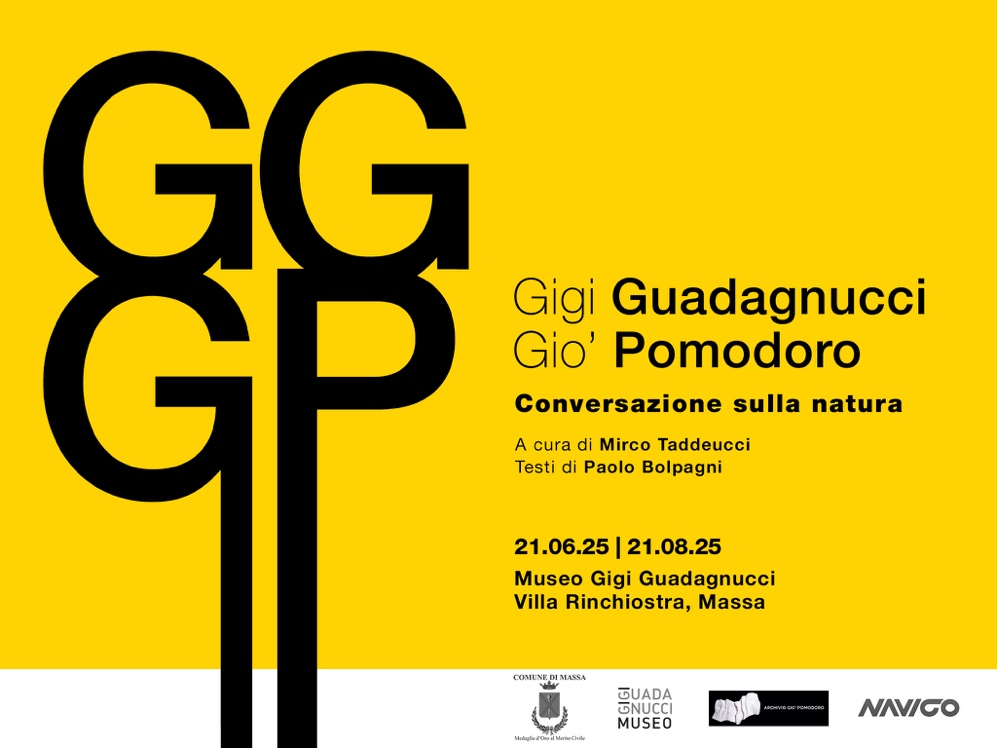 GG
GP
Gigi Guadagnucci
Gio’ Pomodoro
Conversazione sulla natura
A cura di Mirco Taddeucci
Testi di Paolo Bolpagni
21.06.25 | 21.08.25
Museo Gigi Guadagnucci
Villa Rinchiostra, Massa
COMUNE DI MASSA
Medaglia d'Oro al Merito Civile
GIGI
GUADA
GNUCCI
MUSEO
ARCHIVIO GIO' POMODORO
NAVIGO